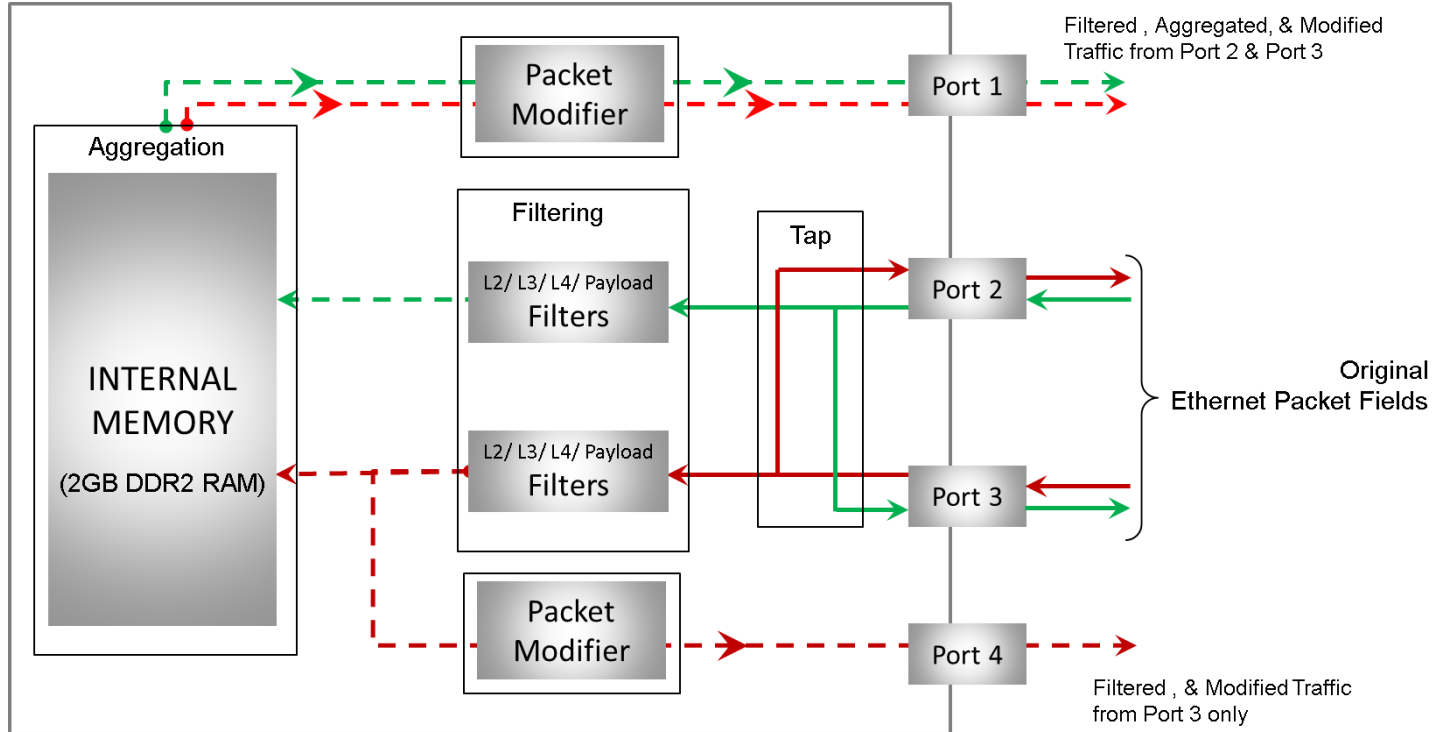 Filtered , Aggregated, & Modified
Traffic from Port 2 & Port 3
Packet
Modifier
Port 1
Aggregation
INTERNAL
MEMORY
(2GB DDR2 RAM)
Filtering
L2/ L3/ L4/ Payload
Filters
L2/ L3/ L4/ Payload
Filters
Tap
Port 2
Port 3
Original
Ethernet Packet Fields
Packet
Modifier
Port 4
Filtered , & Modified Traffic
from Port 3 only